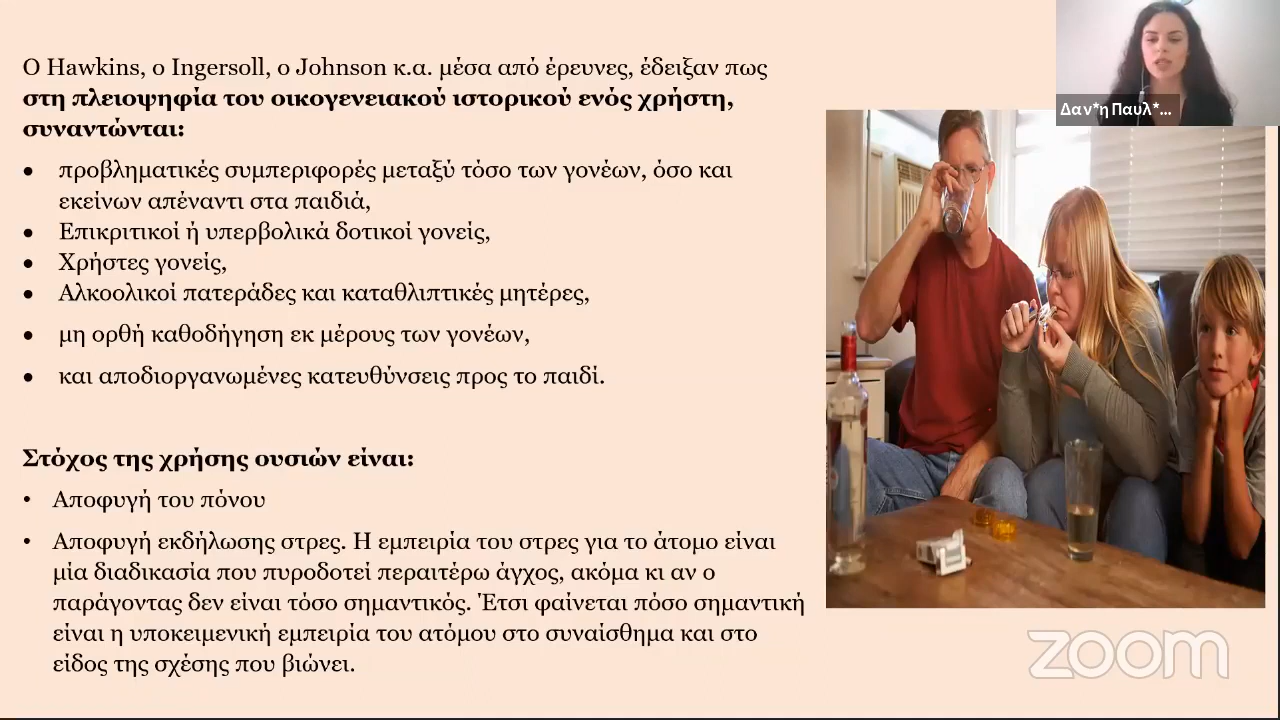 Ο Hawkins, ο Ingersoll, ο Johnson κ.α. μέσα από έρευνες, έδειξαν πως
στη πλειοψηφία του οικογενειακού ιστορικού ενός χρήστη,
συναντώνται:
• προβληματικές συμπεριφορές μεταξύ τόσο των γονέων, όσο και
εκείνων απέναντι στα παιδιά,
• Επικριτικοί ή υπερβολικά δοτικοί γονείς,
• Χρήστες γονείς,
• Αλκοολικοί πατεράδες και καταθλιπτικές μητέρες,
• μη ορθή καθοδήγηση εκ μέρους των γονέων,
• και αποδιοργανωμένες κατευθύνσεις προς το παιδί.
Στόχος της χρήσης ουσιών είναι:
• Αποφυγή του πόνου
• Αποφυγή εκδήλωσης στρες. Η εμπειρία του στρες για το άτομο είναι
μία διαδικασία που πυροδοτεί περαιτέρω άγχος, ακόμα κι αν ο
παράγοντας δεν είναι τόσο σημαντικός. Έτσι φαίνεται πόσο σημαντική
είναι η υποκειμενική εμπειρία του ατόμου στο συναίσθημα και στο
είδος της σχέσης που βιώνει.
Δαν*η Παυλ*...
zoom